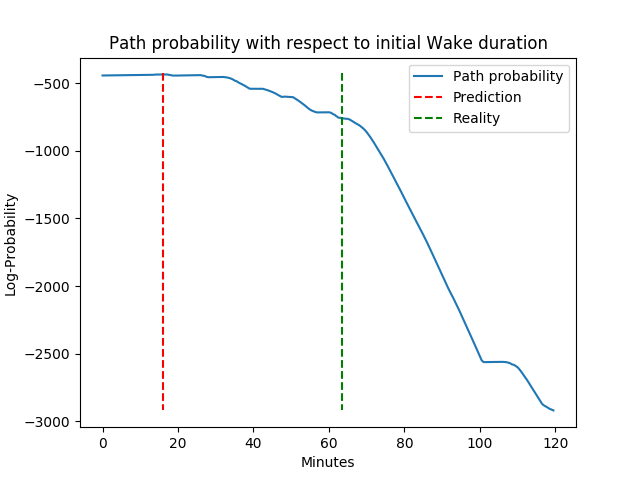 Path probability with respect to initial Wake duration
Path probability
Prediction
Reality
−500
−1000
−1500
−2000
−2500
−3000
Log-Probability
0 20 40 60 80 100 120
Minutes